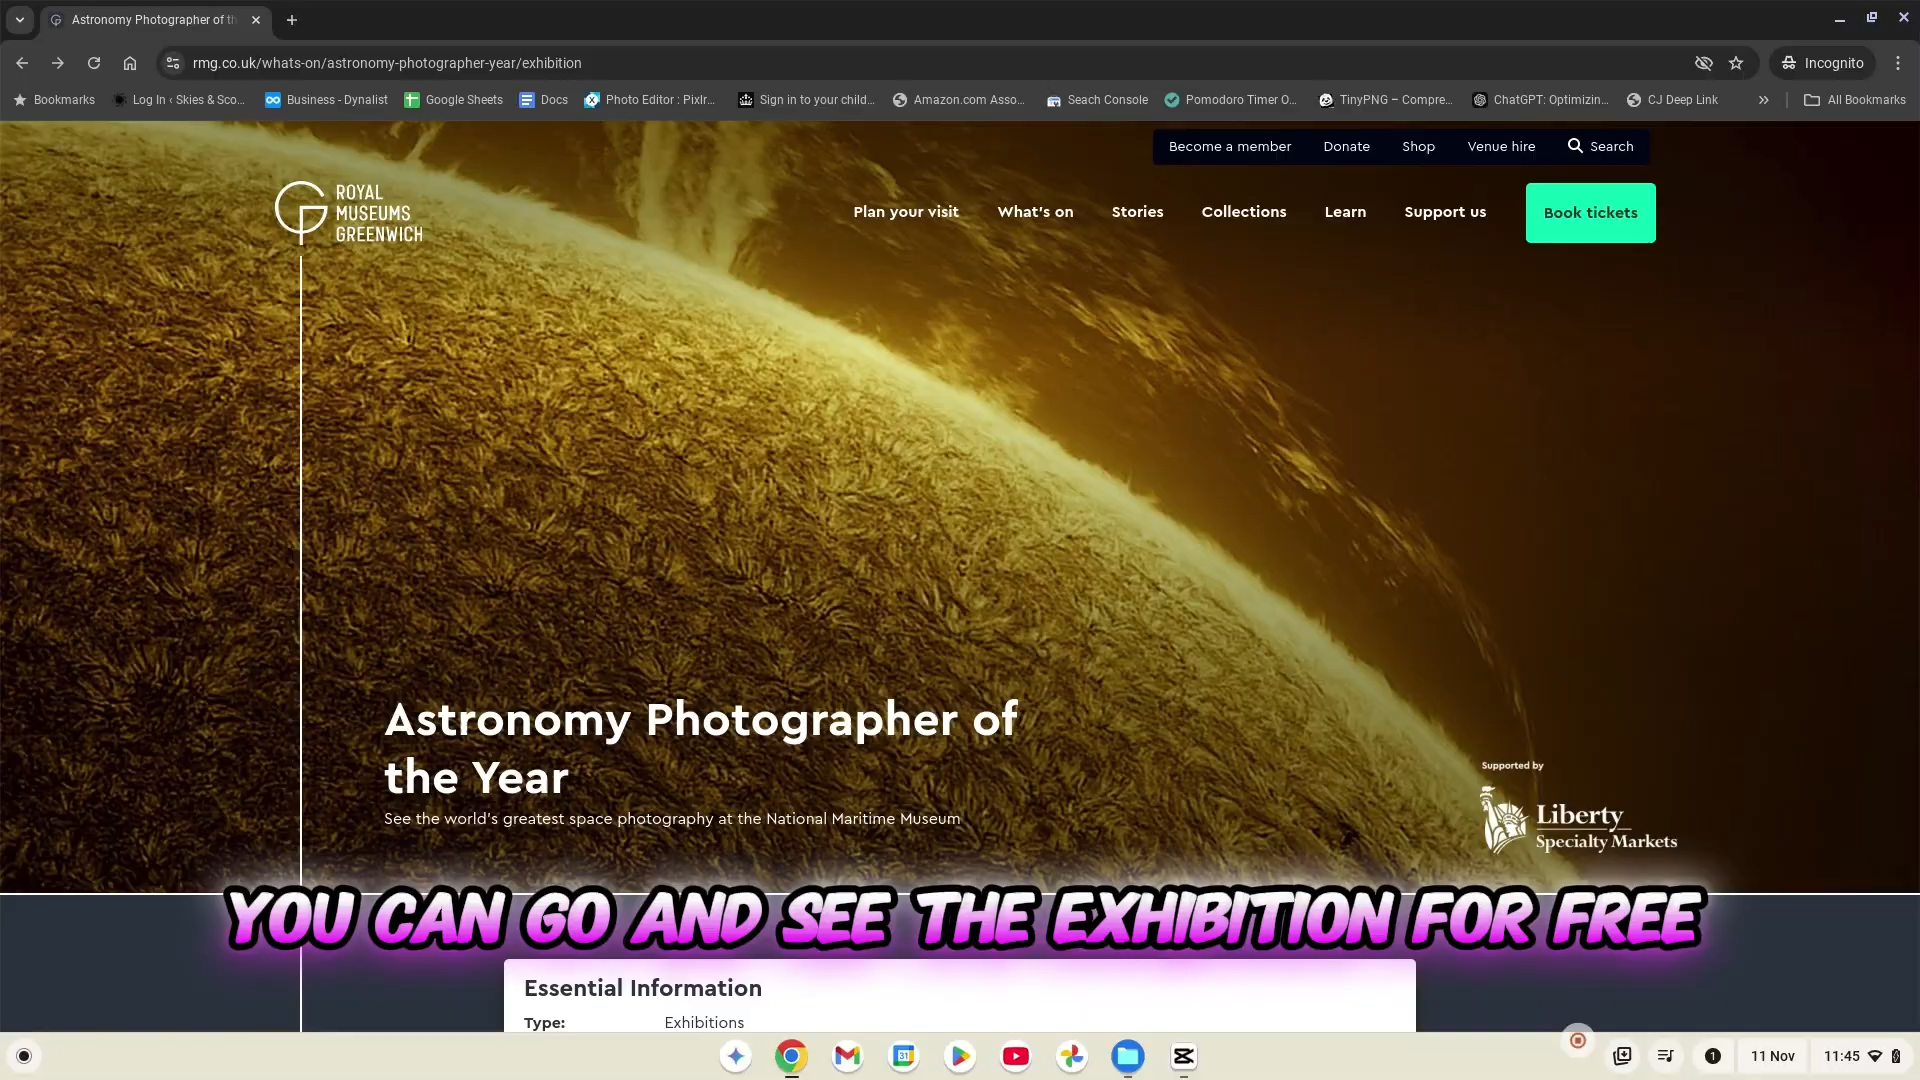 Astronomy Photographer of th
rmg.co.uk/whats-on/astronomy-photographer-year/exhibition
Incognito
Bookmarks
Log In ‹ Skies & Sco...
Business - Dynalist
Google Sheets
Docs
Photo Editor : Pixlr...
Sign in to your child...
Amazon.com Asso...
Seach Console
Pomodoro Timer O...
TinyPNG – Compre...
ChatGPT: Optimizin...
CJ Deep Link
All Bookmarks
Become a member
Donate
Shop
Venue hire
Search
ROYAL
MUSEUMS
GREENWICH
Plan your visit
What's on
Stories
Collections
Learn
Support us
Book tickets
Astronomy Photographer of
the Year
See the world's greatest space photography at the National Maritime Museum
Supported by
Liberty
Specialty Markets
YOU CAN GO AND SEE THE EXHIBITION FOR FREE
Essential Information
Type: Exhibitions
31
1
11 Nov
11:45